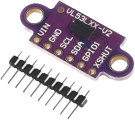 VL53LXX-V2
VIN
GND
SCL
SDA
GPIO1
XSHUT